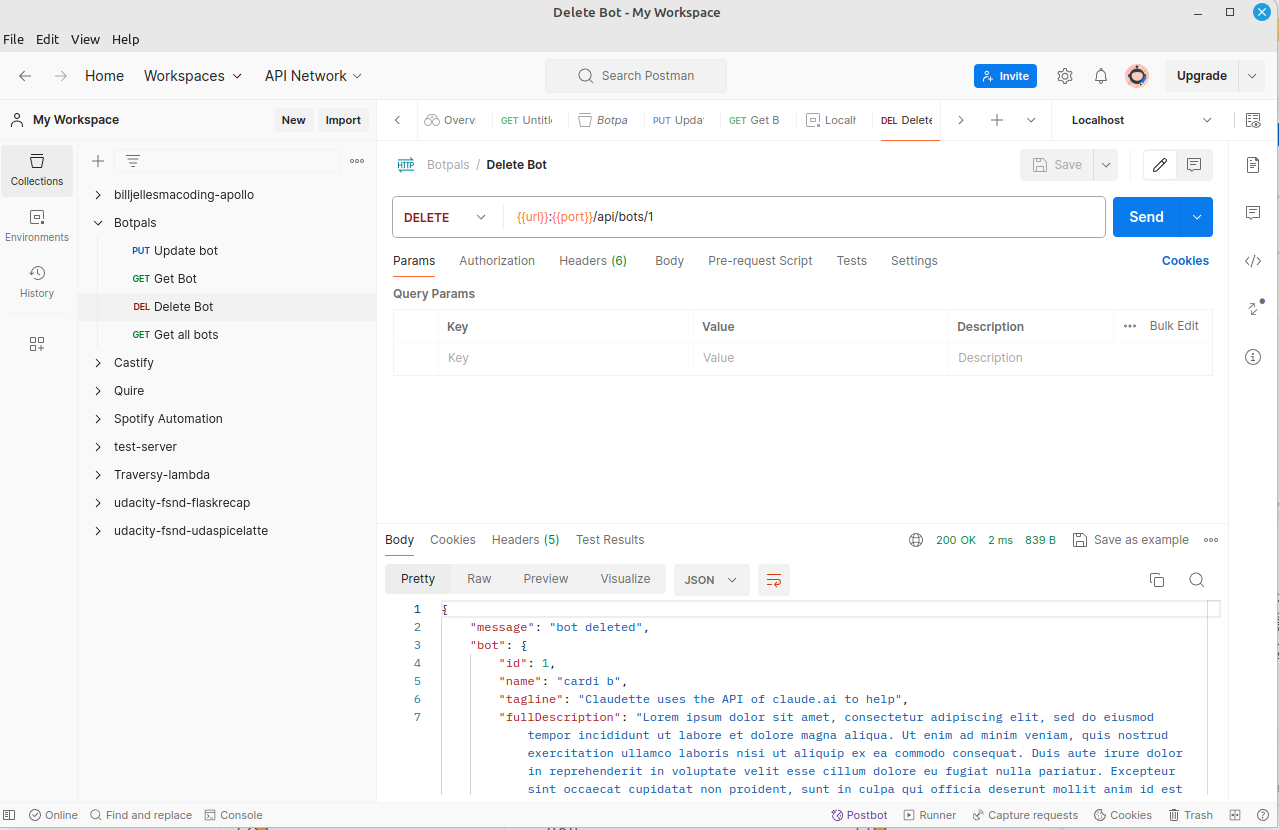 Delete Bot - My Workspace
File Edit View Help
Home Workspaces API Network Search Postman Invite Upgrade
My Workspace New Import
Overv GET Untitl Botpa PUT Upda GET Get B Localh DEL Delete Localhost
Collections
Environments
History
billjellesmacoding-apollo
Botpals
PUT Update bot
GET Get Bot
DEL Delete Bot
GET Get all bots
Castify
Quire
Spotify Automation
test-server
Traversy-lambda
udacity-fsnd-flaskrecap
udacity-fsnd-udaspicelatte
HTTP Botpals / Delete Bot Save
DELETE {{url}}:{{port}}/api/bots/1 Send
Params Authorization Headers (6) Body Pre-request Script Tests Settings Cookies
Query Params
Key Value Description Bulk Edit
Key Value Description
Body Cookies Headers (5) Test Results 200 OK 2 ms 839 B Save as example
Pretty Raw Preview Visualize JSON
1 {
2 "message": "bot deleted",
3 "bot": {
4 "id": 1,
5 "name": "cardi b",
6 "tagline": "Claudette uses the API of claude.ai to help",
7 "fullDescription": "Lorem ipsum dolor sit amet, consectetur adipiscing elit, sed do eiusmod
tempor incididunt ut labore et dolore magna aliqua. Ut enim ad minim veniam, quis nostrud
exercitation ullamco laboris nisi ut aliquip ex ea commodo consequat. Duis aute irure dolor
in reprehenderit in voluptate velit esse cillum dolore eu fugiat nulla pariatur. Excepteur
sint occaecat cupidatat non proident, sunt in culpa qui officia deserunt mollit anim id est
Online Find and replace Console Postbot Runner Capture requests Cookies Trash